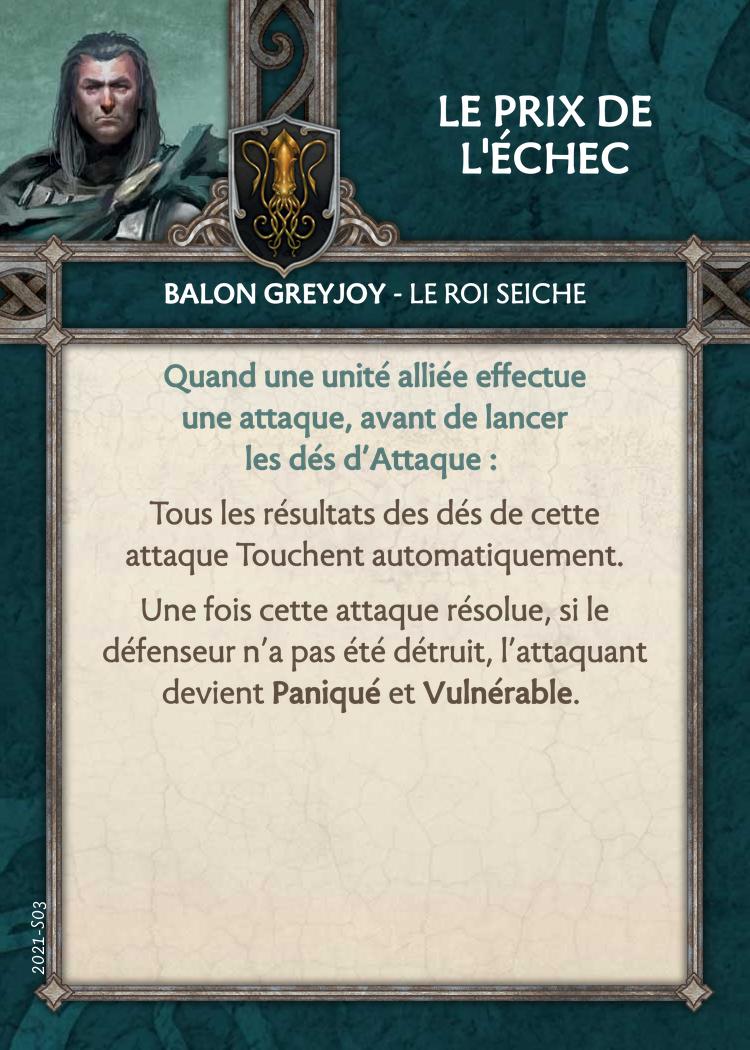 LE PRIX DE
L'ÉCHEC
BALON GREYJOY - LE ROI SEICHE
Quand une unité alliée effectue
une attaque, avant de lancer
les dés d’Attaque :
Tous les résultats des dés de cette
attaque Touchent automatiquement.
Une fois cette attaque résolue, si le
défenseur n’a pas été détruit, l’attaquant
devient Paniqué et Vulnérable.
2021-S03